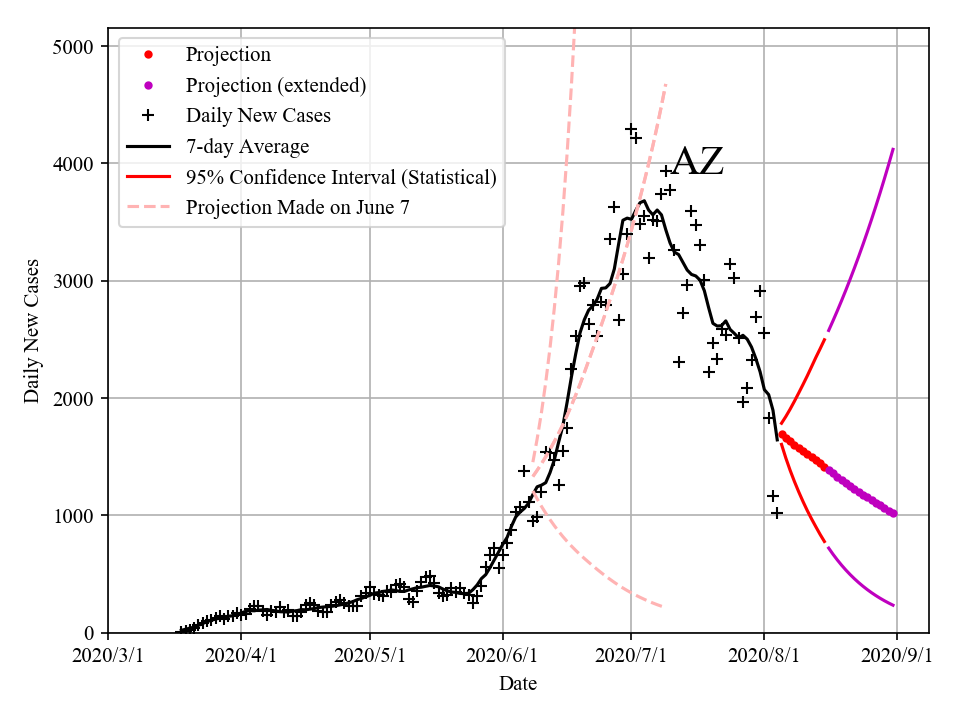 5000
4000
3000
2000
1000
0
Daily New Cases
Projection
Projection (extended)
Daily New Cases
7-day Average
95% Confidence Interval (Statistical)
Projection Made on June 7
AZ
2020/3/1 2020/4/1 2020/5/1 2020/6/1 2020/7/1 2020/8/1 2020/9/1
Date